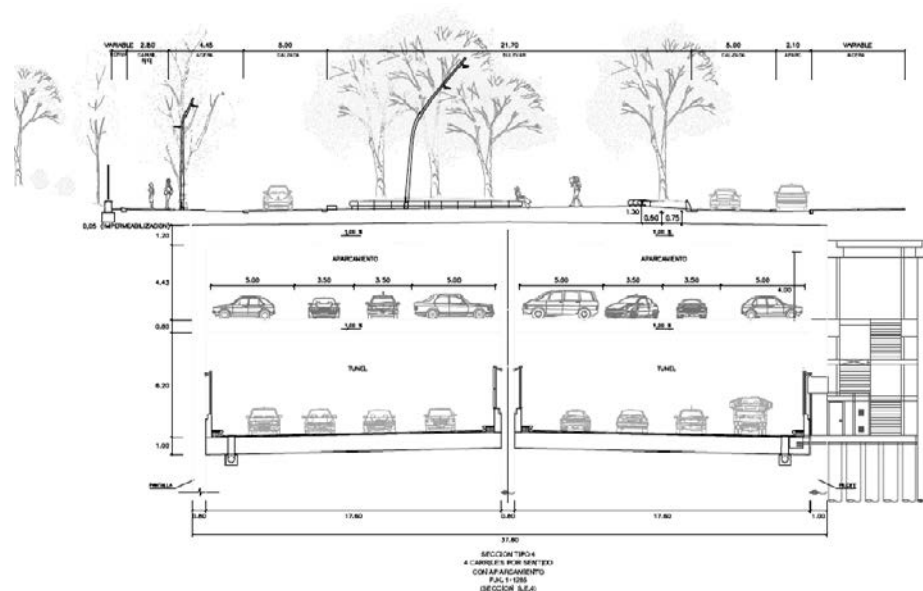 VARIABLE 2.80 4.45 8.00 21.70 8.00 2.10 VARIABLE
ACERA CALZADA BULEVAR CALZADA APARC. ACERA
1.30
0.60 0.75
0,05 (IMPERMEABILIZACION)
1.20
APARCAMIENTO APARCAMIENTO
5.00 3.50 3.50 5.00 5.00 3.50 3.50 5.00
4.43
4.00
0.80
TUNEL TUNEL
6.20
1.00
PANTALLA
0.80 17.60 0.80 17.60 1.00
37.80
SECCION TIPO 4
4 CARRILES POR SENTIDO
CON APARCAMIENTO